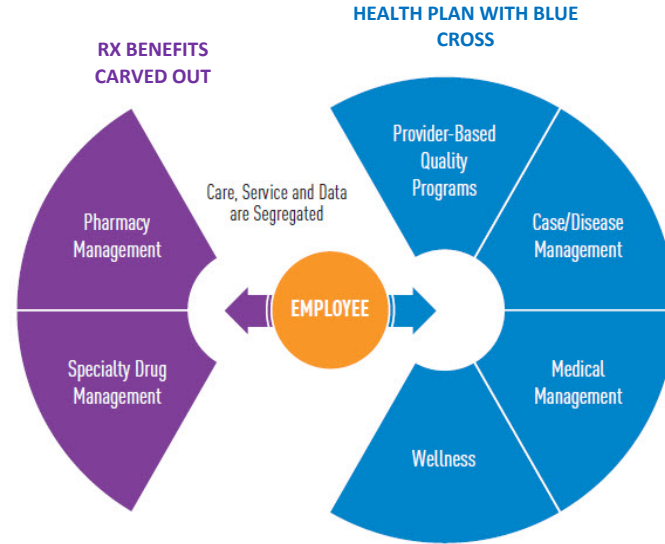 HEALTH PLAN WITH BLUE
CROSS
RX BENEFITS
CARVED OUT
Care, Service and Data
are Segregated
Pharmacy
Management
Specialty Drug
Management
EMPLOYEE
Provider-Based
Quality
Programs
Case/Disease
Management
Medical
Management
Wellness